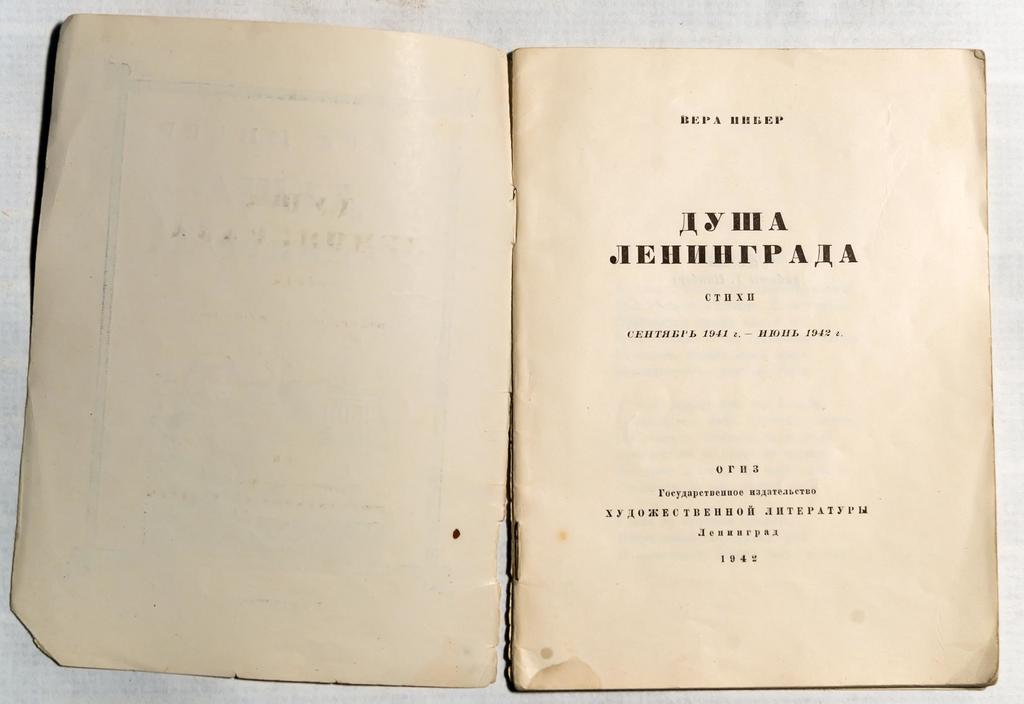 ВЕРА ИНБЕР
ДУША
ЛЕНИНГРАДА
СТИХИ
СЕНТЯБРЬ 1941 г. — ИЮНЬ 1942 г.
ОГИЗ
Государственное издательство
ХУДОЖЕСТВЕННОЙ ЛИТЕРАТУРЫ
Ленинград
1942